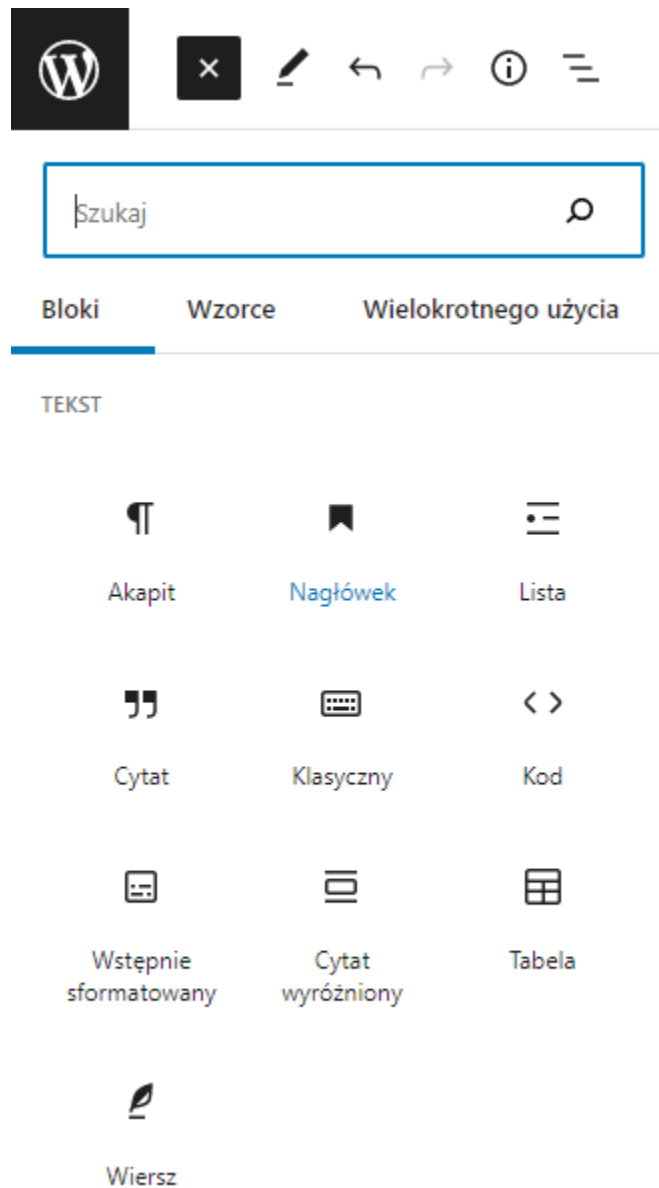 Szukaj
Bloki Wzorce Wielokrotnego użycia
TEKST
Akapit Nagłówek Lista
Cytat Klasyczny Kod
Wstępnie Cytat Tabela
sformatowany wyróżniony
Wiersz